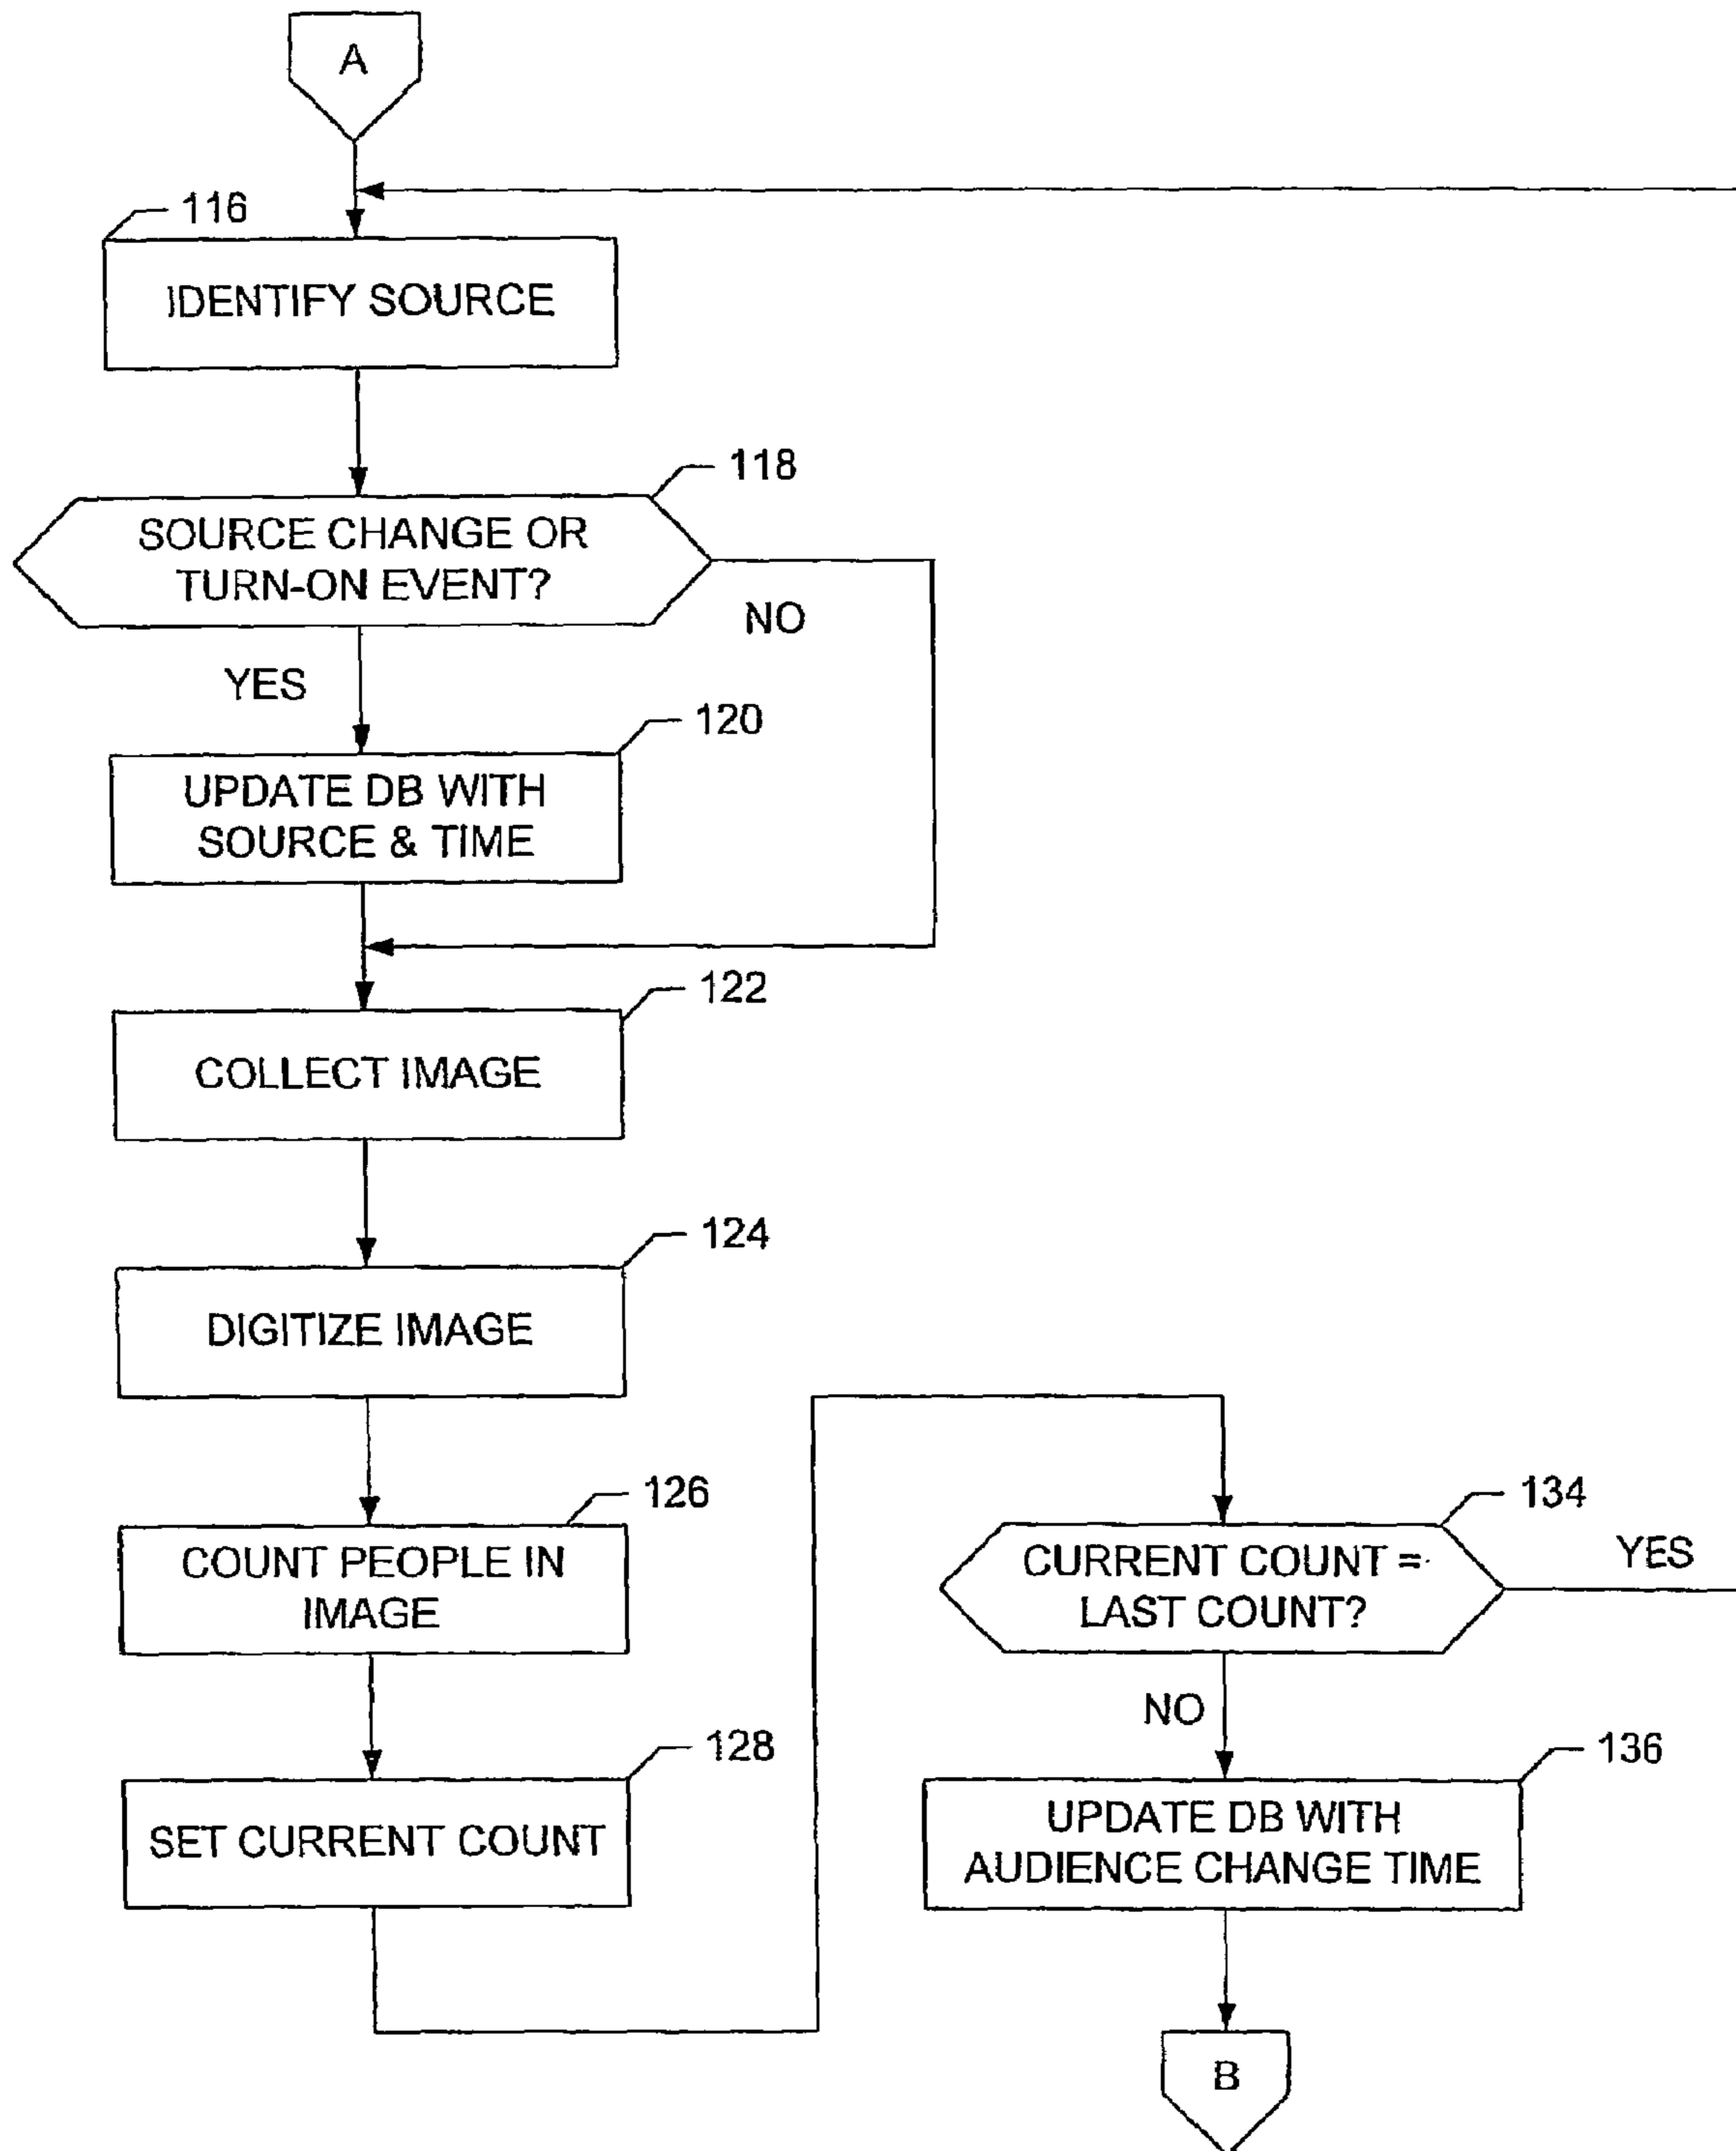 A
116
IDENTIFY SOURCE
118
SOURCE CHANGE OR
TURN-ON EVENT?
NO
YES
120
UPDATE DB WITH
SOURCE & TIME
122
COLLECT IMAGE
124
DIGITIZE IMAGE
126
COUNT PEOPLE IN
IMAGE
128
SET CURRENT COUNT
134
CURRENT COUNT =
LAST COUNT?
YES
NO
136
UPDATE DB WITH
AUDIENCE CHANGE TIME
B